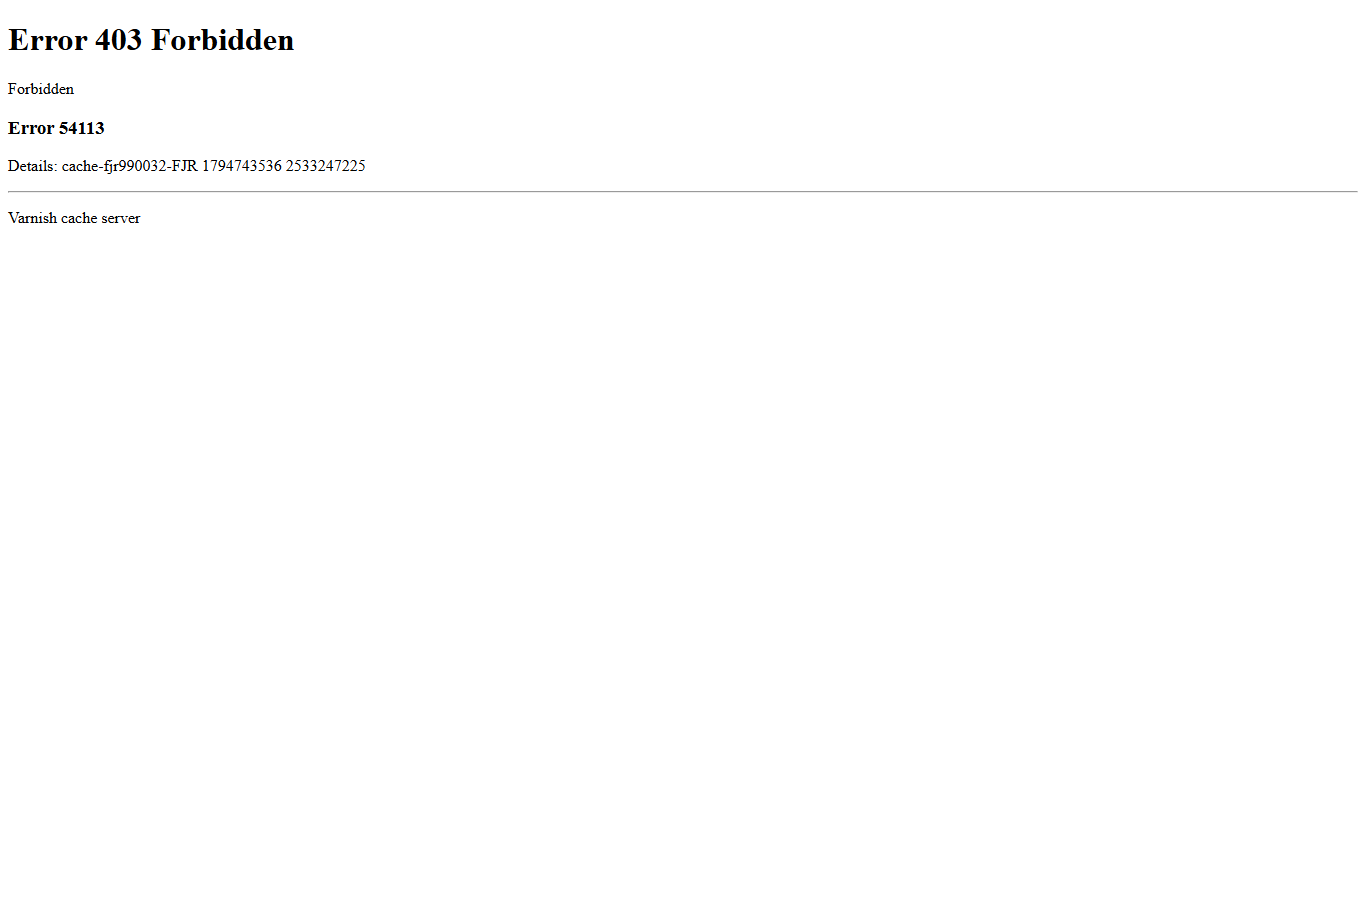 Error 403 Forbidden
Forbidden
Error 54113
Details: cache-fjr990032-FJR 1794743536 2533247225
Varnish cache server